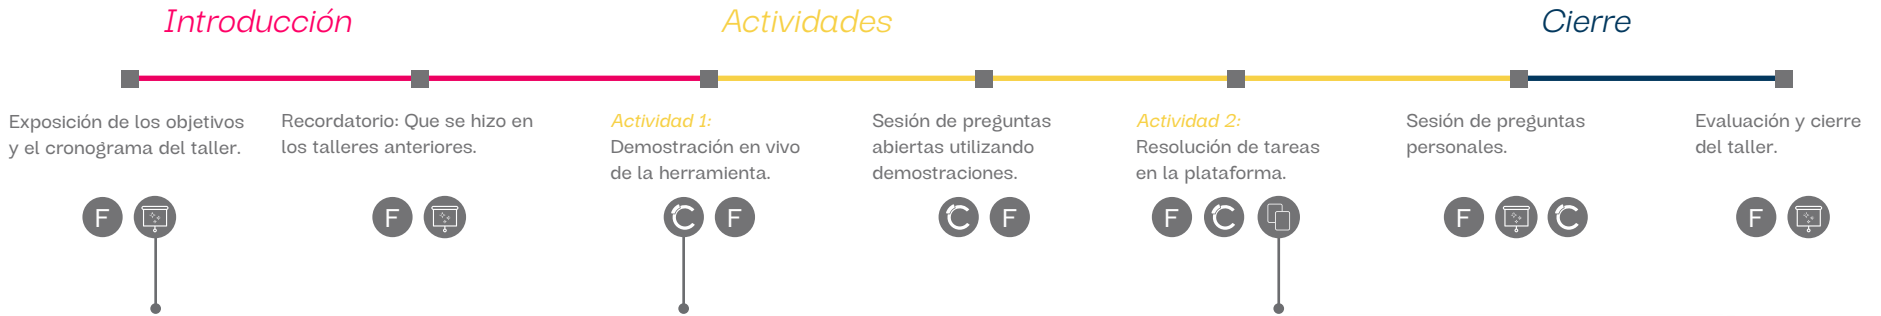 Introducción
Actividades
Cierre
Exposición de los objetivos
y el cronograma del taller.
F
Recordatorio: Que se hizo en
los talleres anteriores.
F
Actividad 1:
Demostración en vivo
de la herramienta.
C F
Sesión de preguntas
abiertas utilizando
demostraciones.
C F
Actividad 2:
Resolución de tareas
en la plataforma.
F C
Sesión de preguntas
personales.
F C
Evaluación y cierre
del taller.
F